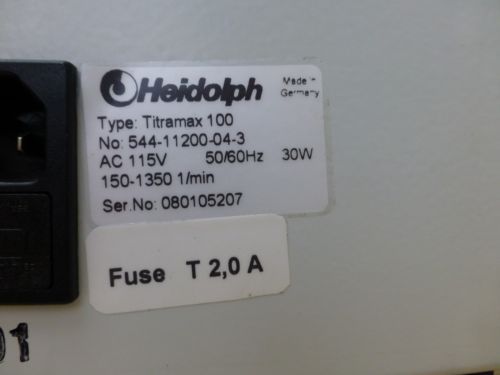 Heidolph
Made in
Germany
Type: Titramax 100
No: 544-11200-04-3
AC 115V 50/60Hz 30W
150-1350 1/min
Ser.No: 080105207
Fuse T 2,0 A
01